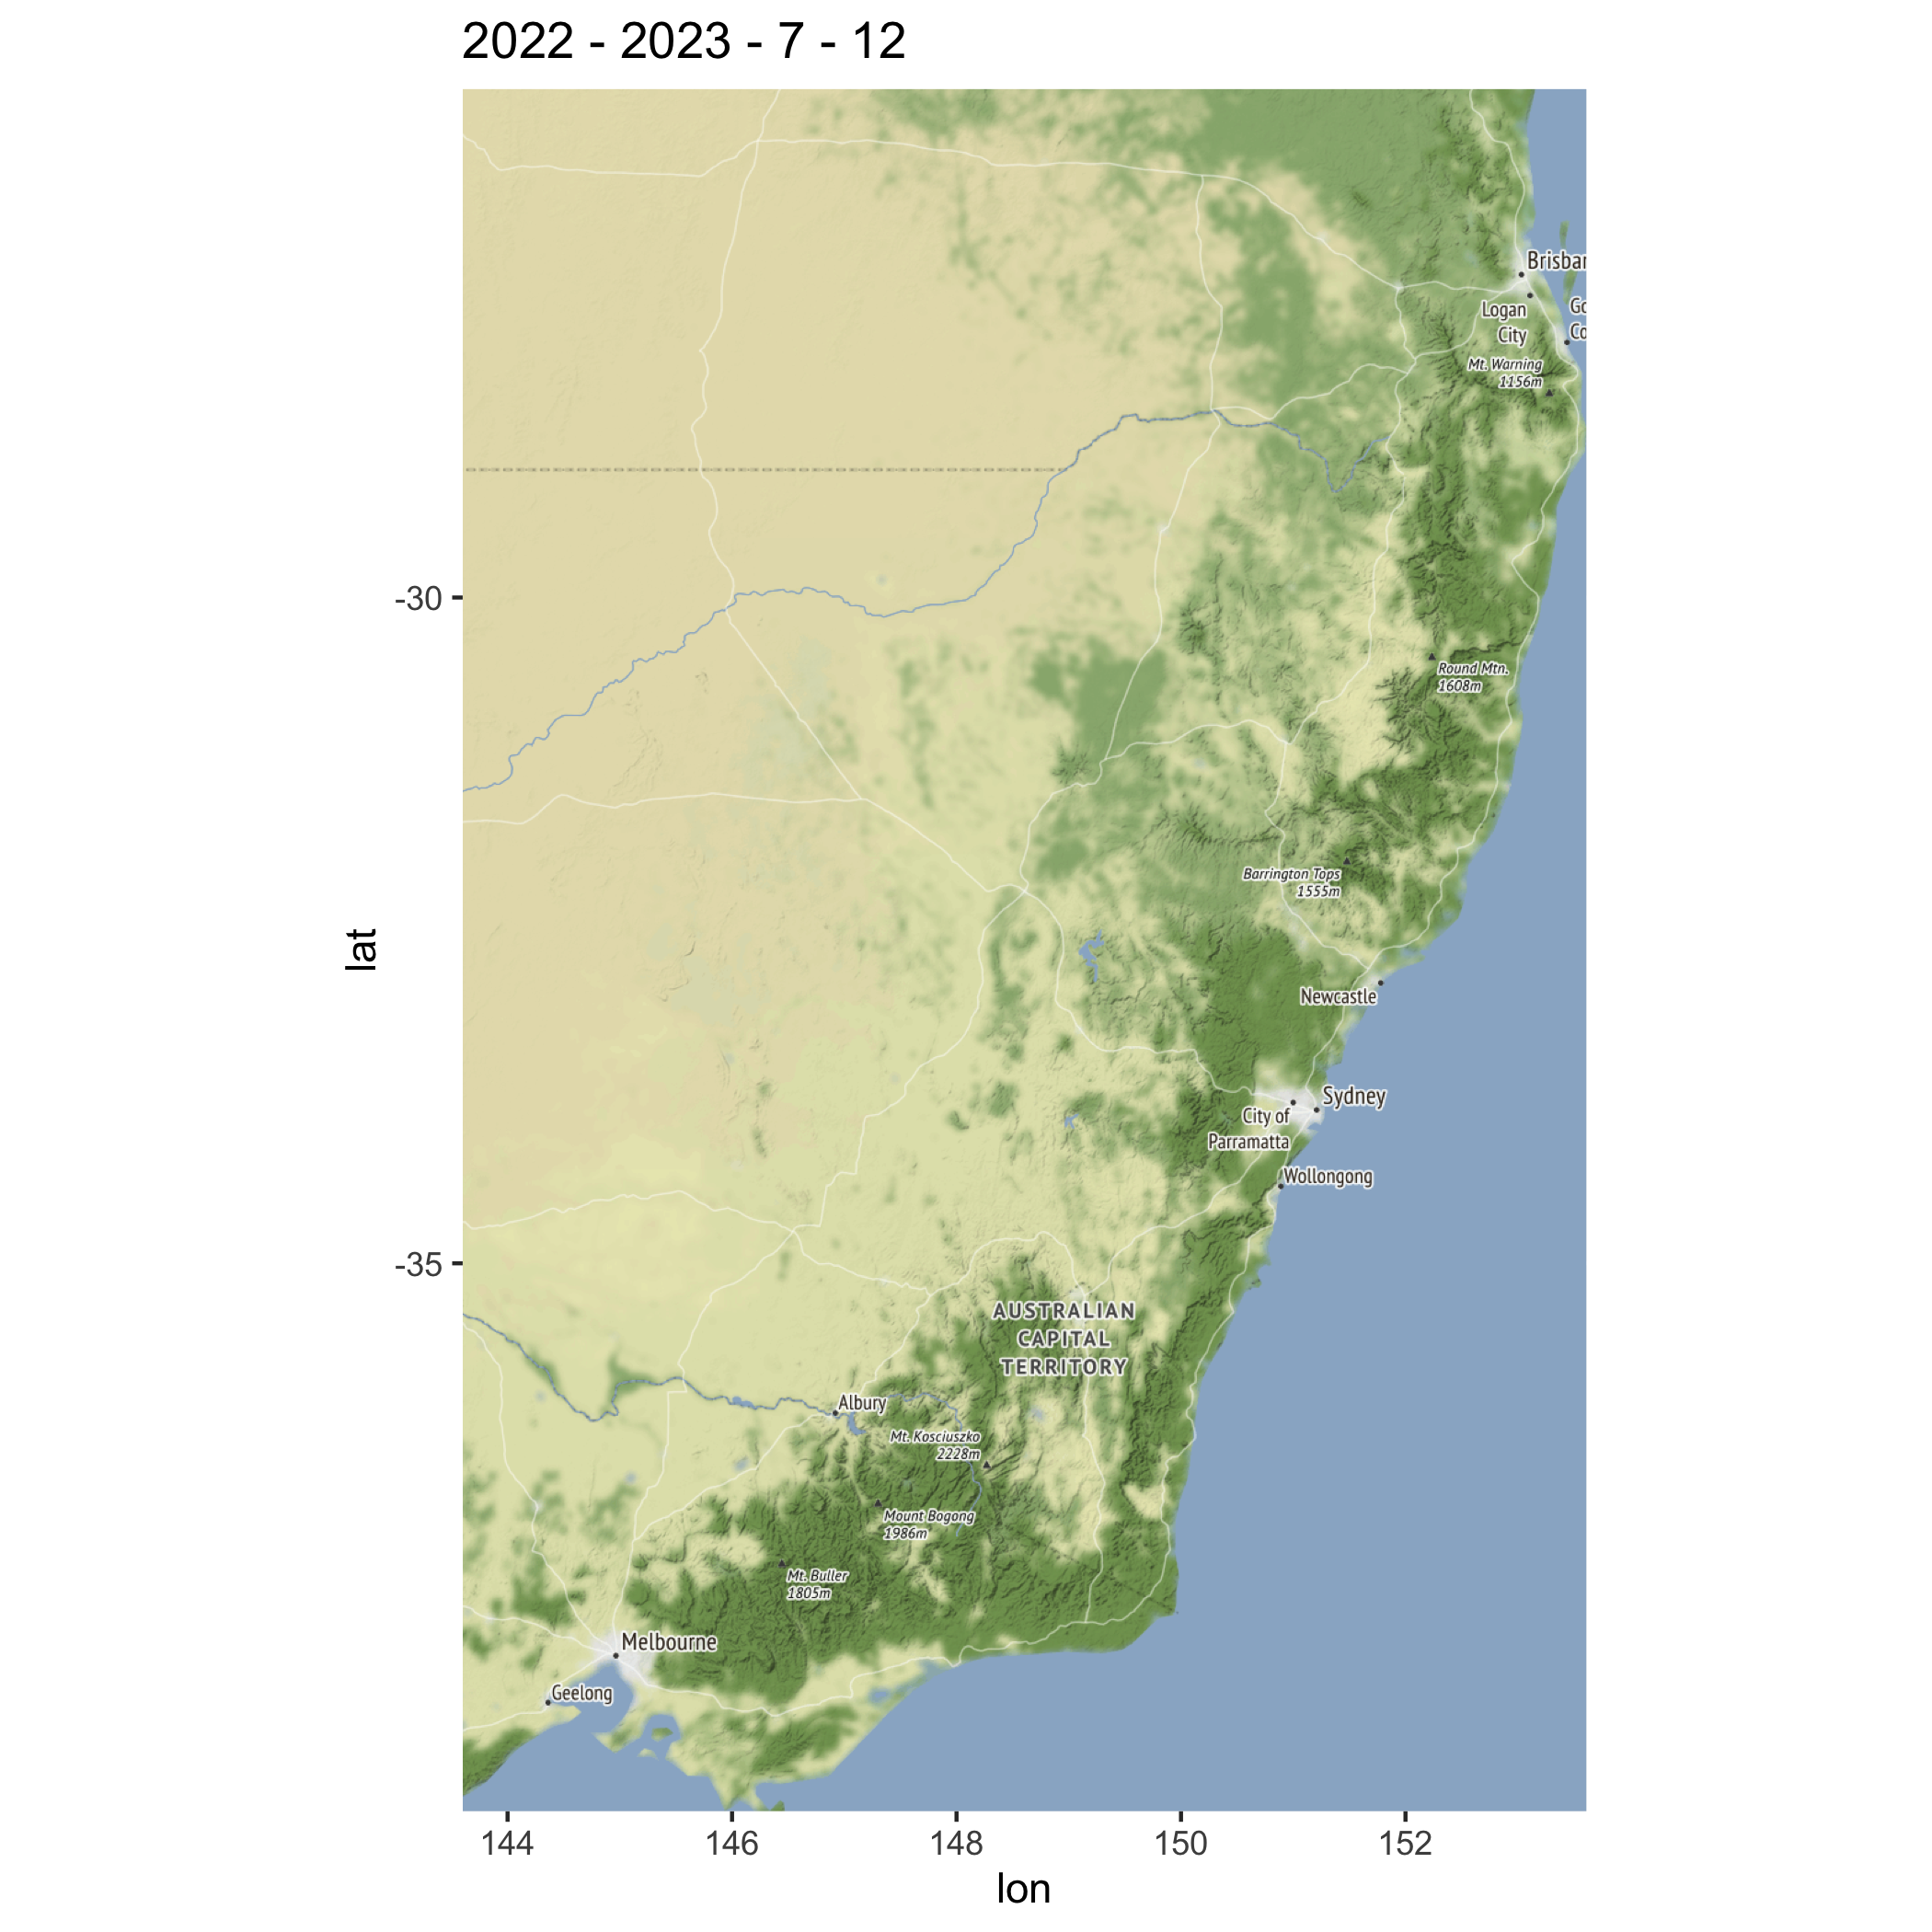 2022 - 2023 - 7 - 12
Brisban
Logan
City
Go
Co
Mt. Warning
1156m
-30
Round Mtn.
1608m
Barrington Tops
1555m
lat
Newcastle
Sydney
City of
Parramatta
Wollongong
-35
AUSTRALIAN
CAPITAL
TERRITORY
Albury
Mt. Kosciuszko
2228m
Mount Bogong
1986m
Mt. Buller
1805m
Melbourne
Geelong
144 146 148 150 152
lon